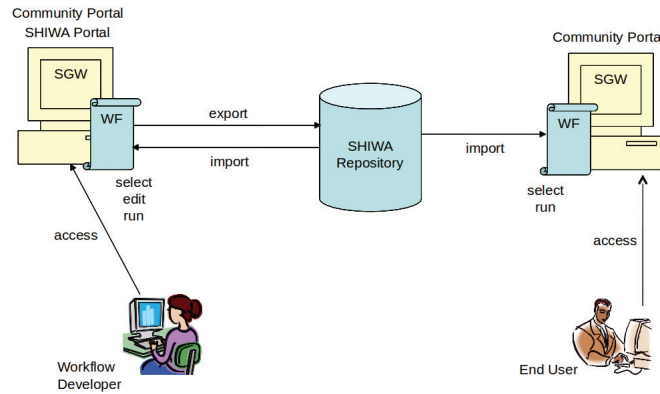 Community Portal
SHIWA Portal
SGW
WF
export
import
select
edit
run
access
Workflow
Developer
SHIWA
Repository
import
Community Portal
SGW
WF
select
run
access
End User